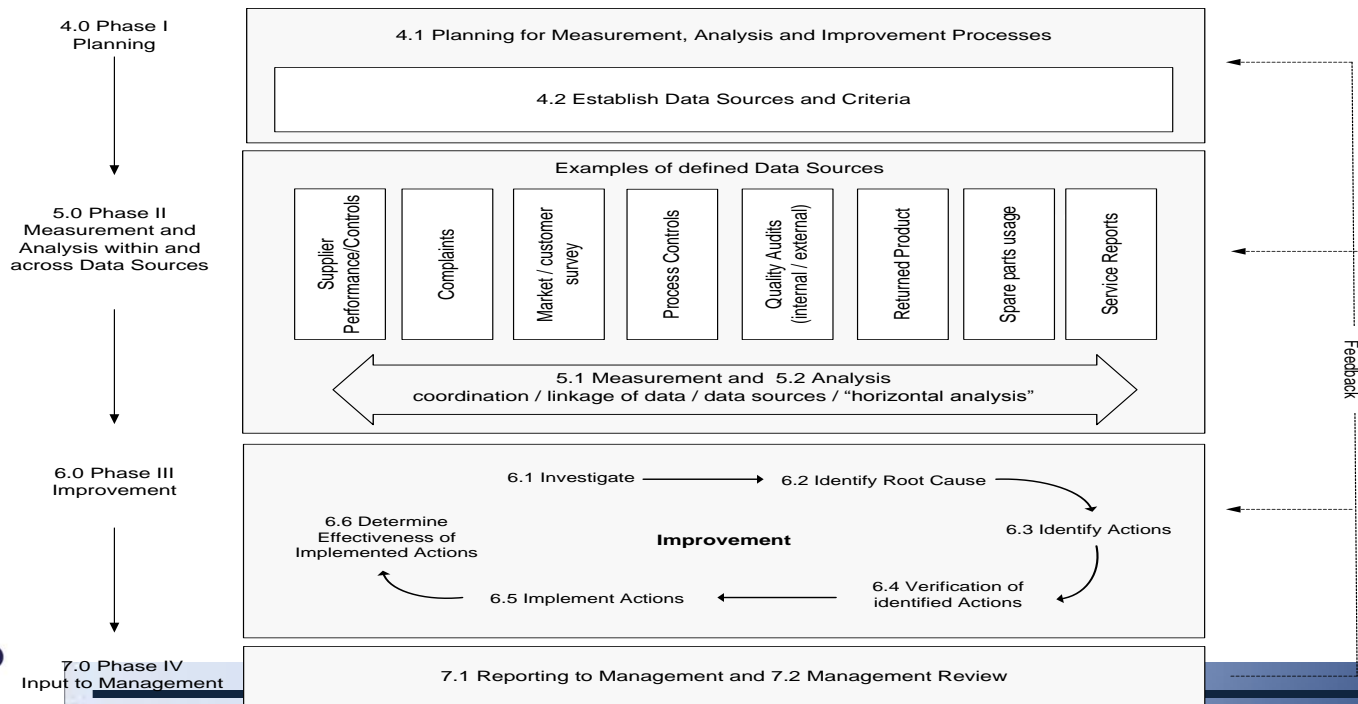 4.0 Phase I
Planning
4.1 Planning for Measurement, Analysis and Improvement Processes
4.2 Establish Data Sources and Criteria
5.0 Phase II
Measurement and
Analysis within and
across Data Sources
Examples of defined Data Sources
Supplier
Performance/Controls
Complaints
Market / customer
survey
Process Controls
Quality Audits
(internal / external)
Returned Product
Spare parts usage
Service Reports
5.1 Measurement and 5.2 Analysis
coordination / linkage of data / data sources / “horizontal analysis”
Feedback
6.0 Phase III
Improvement
6.1 Investigate
6.2 Identify Root Cause
6.3 Identify Actions
6.4 Verification of
identified Actions
6.5 Implement Actions
6.6 Determine
Effectiveness of
Implemented Actions
Improvement
7.0 Phase IV
Input to Management
7.1 Reporting to Management and 7.2 Management Review